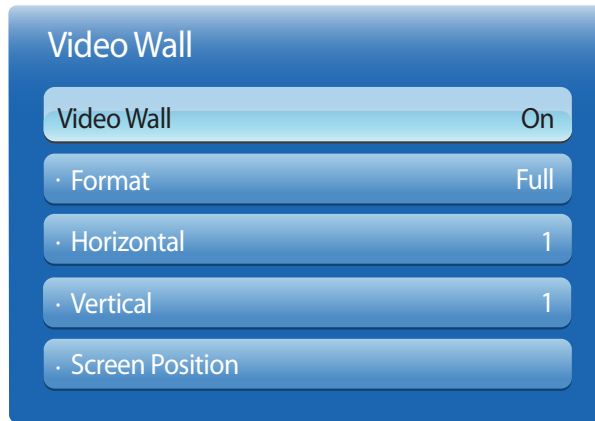 Video Wall
Video Wall On
· Format Full
· Horizontal 1
· Vertical 1
· Screen Position